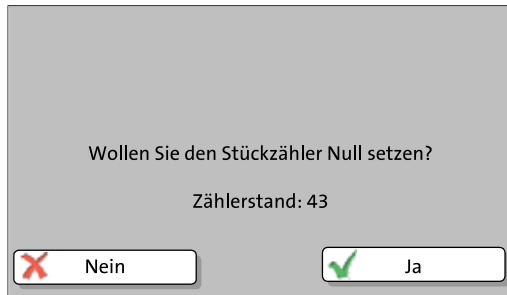 Wollen Sie den Stückzähler Null setzen?
Zählerstand: 43
Nein
Ja